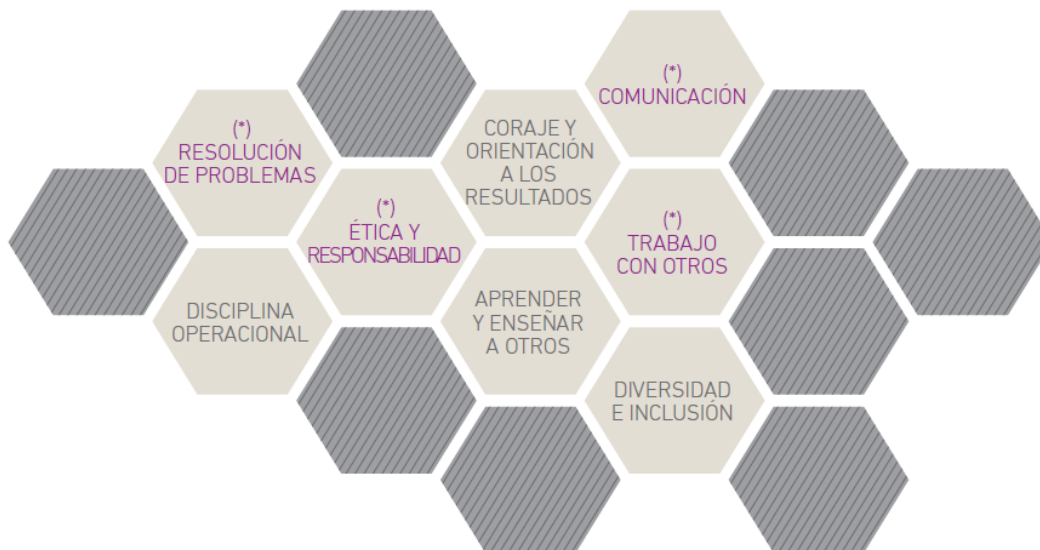 (*)
RESOLUCIÓN
DE PROBLEMAS
(*)
ÉTICA Y
RESPONSABILIDAD
DISCIPLINA
OPERACIONAL
CORAJE Y
ORIENTACIÓN
A LOS
RESULTADOS
APRENDER
Y ENSEÑAR
A OTROS
(*)
COMUNICACIÓN
(*)
TRABAJO
CON OTROS
DIVERSIDAD
E INCLUSIÓN